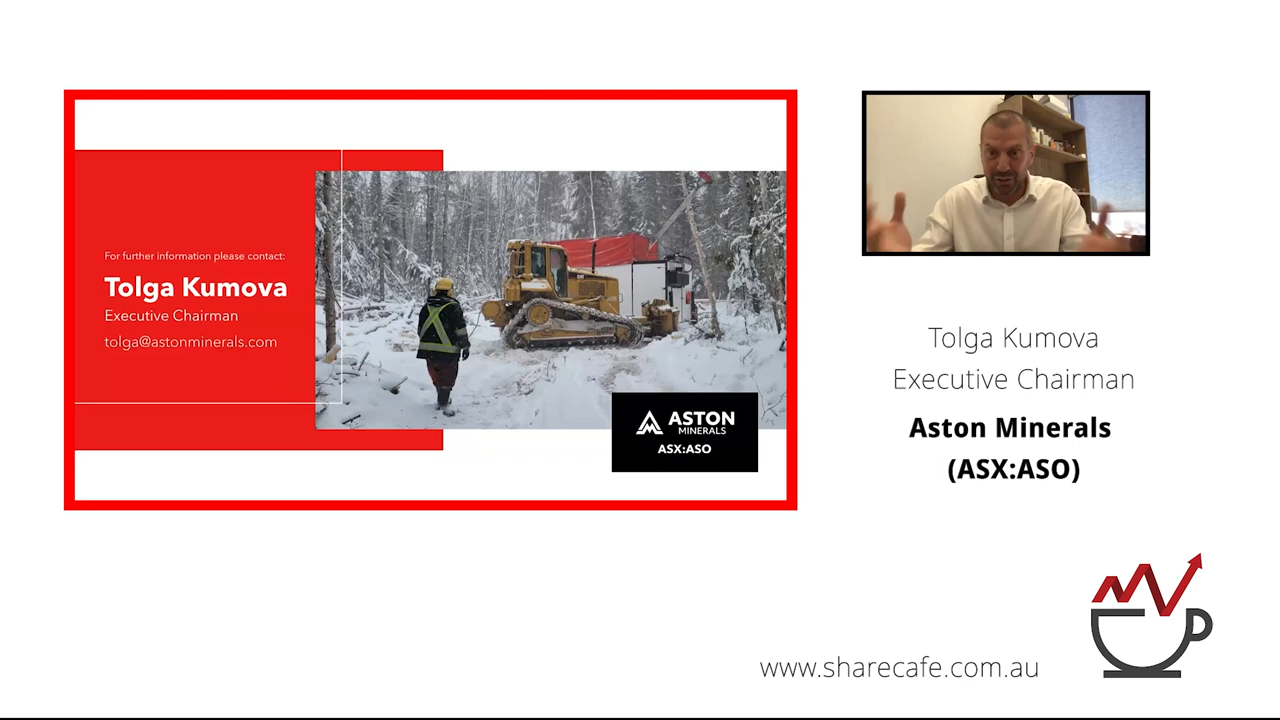 For further information please contact:
Tolga Kumova
Executive Chairman
tolga@astonminerals.com
ASTON
MINERALS
ASX:ASO
Tolga Kumova
Executive Chairman
Aston Minerals
(ASX:ASO)
www.sharecafe.com.au